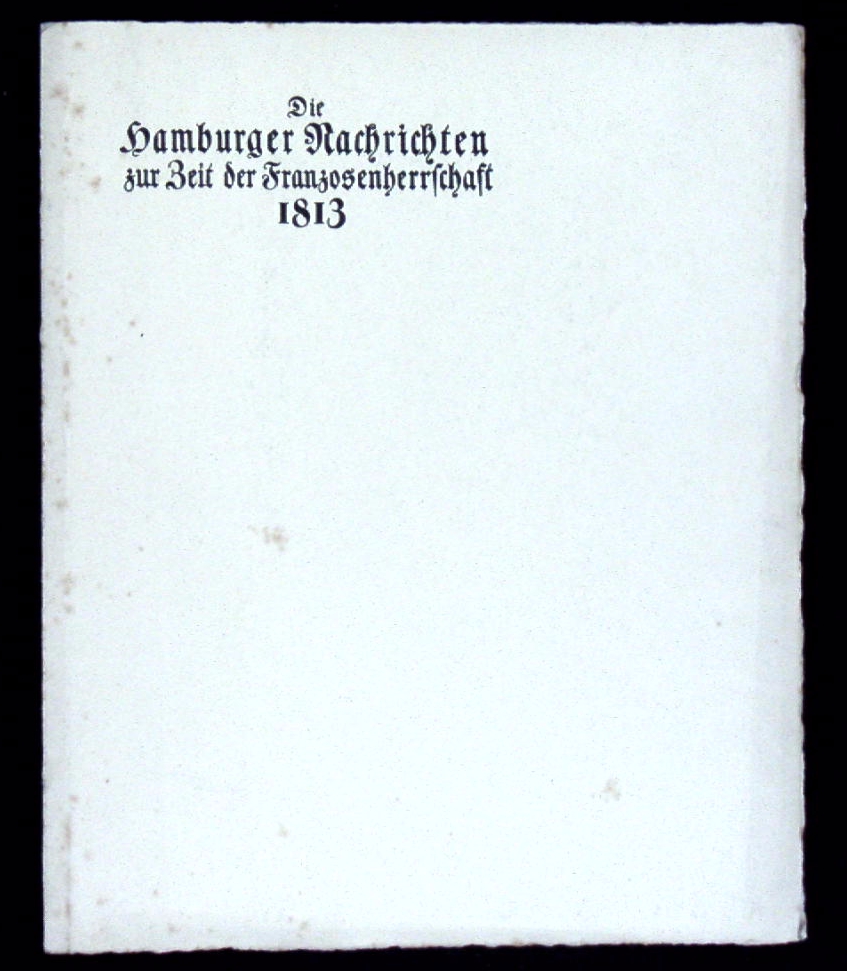 Die
Hamburger Nachrichten
zur Zeit der Franzosenherrschaft
1813